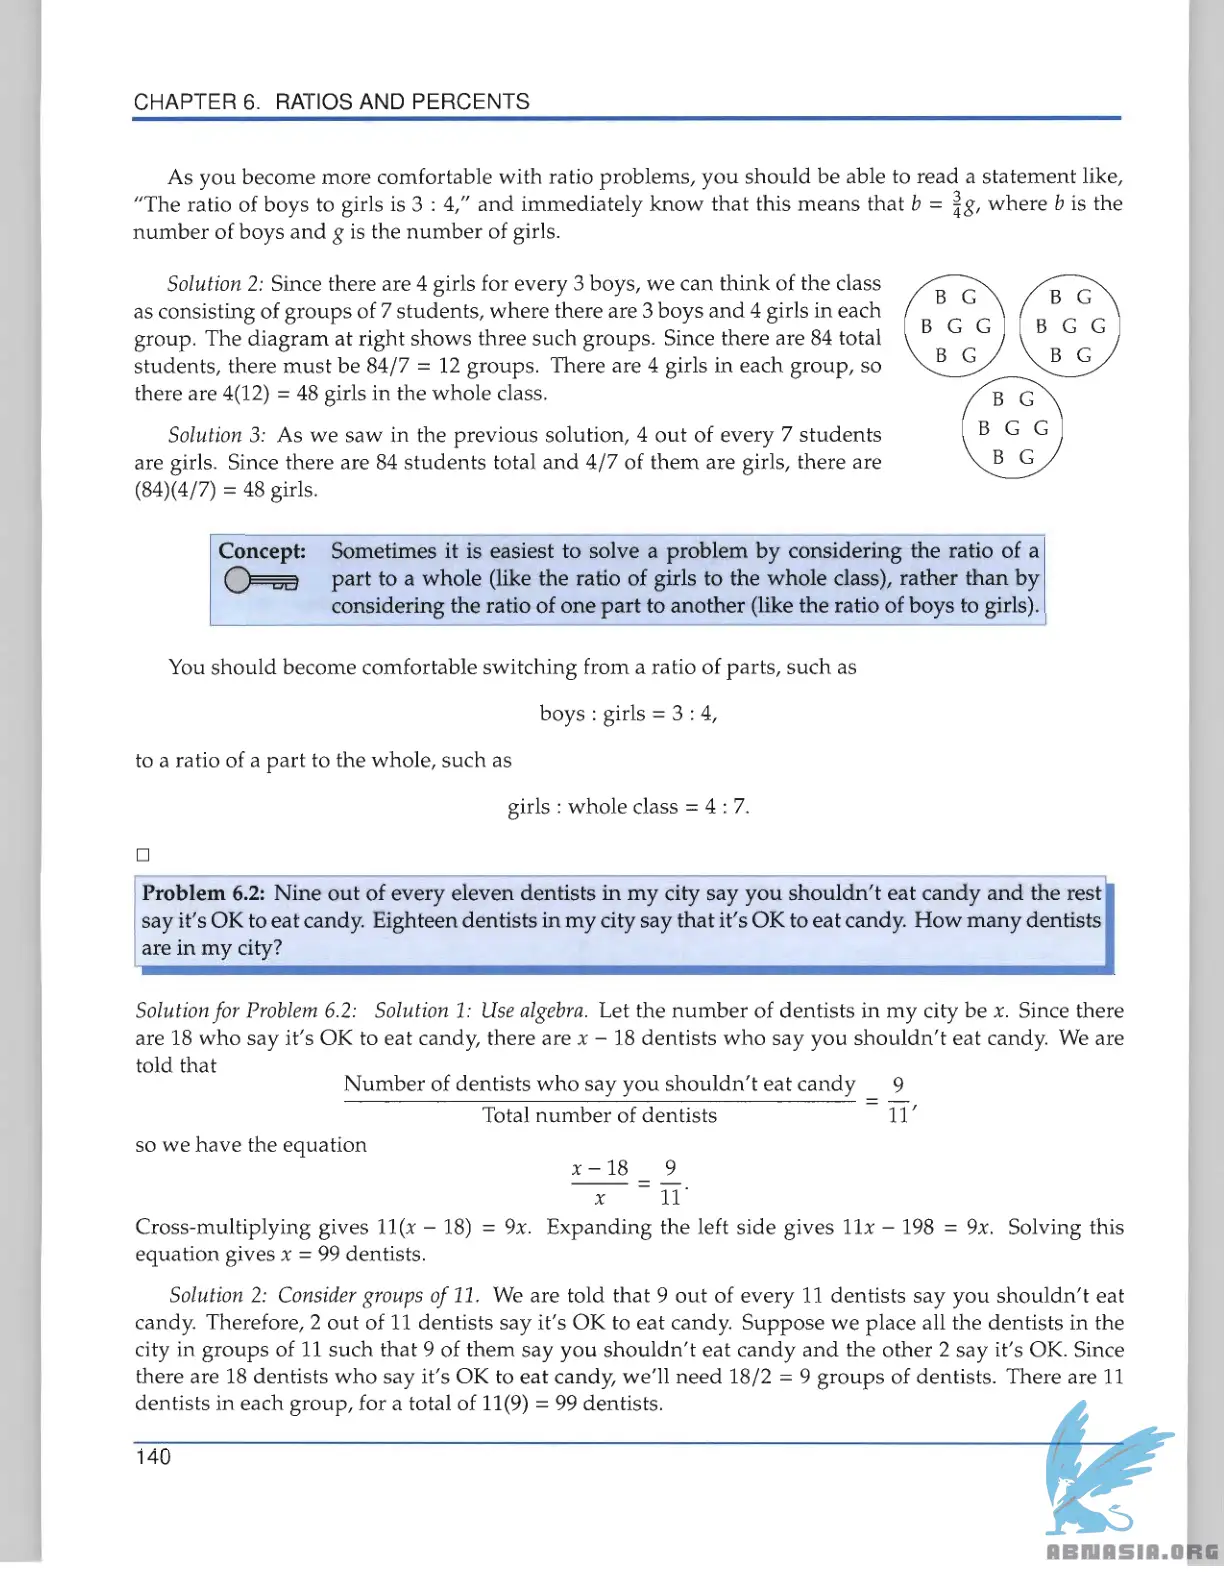 CHAPTER 6. RATIOS AND PERCENTS
As you become more comfortable with ratio problems, you should be able to read a statement like,
"The ratio of boys to girls is 3 : 4," and immediately know that this means that b = 3/4 g, where b is the
number of boys and g is the number of girls.
Solution 2: Since there are 4 girls for every 3 boys, we can think of the class
as consisting of groups of 7 students, where there are 3 boys and 4 girls in each
group. The diagram at right shows three such groups. Since there are 84 total
students, there must be 84/7 = 12 groups. There are 4 girls in each group, so
there are 4(12) = 48 girls in the whole class.
B G
B G G
B G
B G
B G G
B G
B G
B G G
B G
Solution 3: As we saw in the previous solution, 4 out of every 7 students
are girls. Since there are 84 students total and 4/7 of them are girls, there are
(84)(4/7) = 48 girls.
Concept: Sometimes it is easiest to solve a problem by considering the ratio of a
part to a whole (like the ratio of girls to the whole class), rather than by
considering the ratio of one part to another (like the ratio of boys to girls).
You should become comfortable switching from a ratio of parts, such as
boys : girls = 3 : 4,
to a ratio of a part to the whole, such as
girls : whole class = 4 : 7.
□
Problem 6.2: Nine out of every eleven dentists in my city say you shouldn't eat candy and the rest
say it's OK to eat candy. Eighteen dentists in my city say that it's OK to eat candy. How many dentists
are in my city?
Solution for Problem 6.2: Solution 1: Use algebra. Let the number of dentists in my city be x. Since there
are 18 who say it's OK to eat candy, there are x − 18 dentists who say you shouldn't eat candy. We are
told that
Number of dentists who say you shouldn't eat candy / Total number of dentists = 9/11,
so we have the equation
x − 18 / x = 9/11.
Cross-multiplying gives 11(x − 18) = 9x. Expanding the left side gives 11x − 198 = 9x. Solving this
equation gives x = 99 dentists.
Solution 2: Consider groups of 11. We are told that 9 out of every 11 dentists say you shouldn't eat
candy. Therefore, 2 out of 11 dentists say it's OK to eat candy. Suppose we place all the dentists in the
city in groups of 11 such that 9 of them say you shouldn't eat candy and the other 2 say it's OK. Since
there are 18 dentists who say it's OK to eat candy, we'll need 18/2 = 9 groups of dentists. There are 11
dentists in each group, for a total of 11(9) = 99 dentists.
140
ABNASIA.ORG